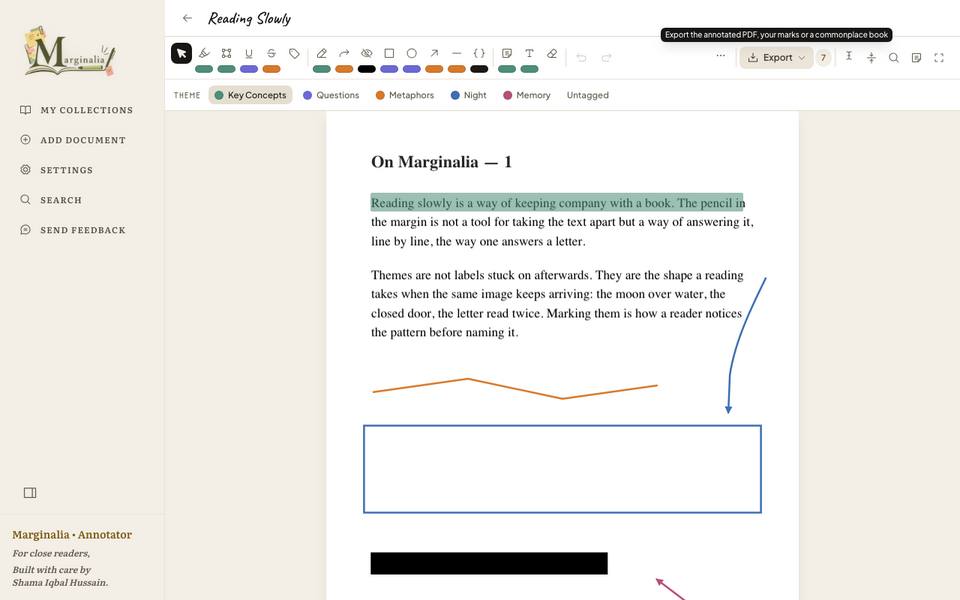 Reading Slowly
Export the annotated PDF, your marks or a commonplace book
Marginalia
Export
7
MY COLLECTIONS
ADD DOCUMENT
SETTINGS
SEARCH
SEND FEEDBACK
THEME
Key Concepts
Questions
Metaphors
Night
Memory
Untagged
On Marginalia — 1
Reading slowly is a way of keeping company with a book. The pencil in
the margin is not a tool for taking the text apart but a way of answering it,
line by line, the way one answers a letter.
Themes are not labels stuck on afterwards. They are the shape a reading
takes when the same image keeps arriving: the moon over water, the
closed door, the letter read twice. Marking them is how a reader notices
the pattern before naming it.
Marginalia • Annotator
For close readers,
Built with care by
Shama Iqbal Hussain.